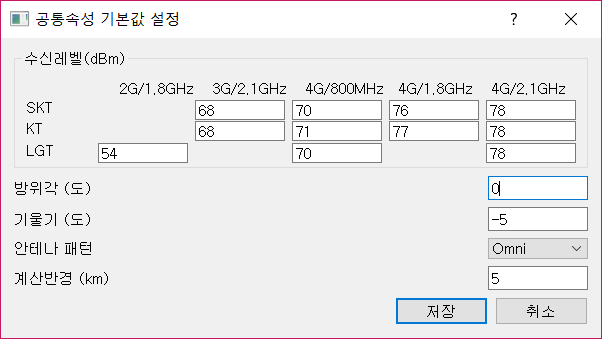 공통속성 기본값 설정
수신레벨(dBm)
2G/1.8GHz 3G/2.1GHz 4G/800MHz 4G/1.8GHz 4G/2.1GHz
SKT 68 70 76 78
KT 68 71 77 78
LGT 54 70 78
방위각 (도) 0
기울기 (도) -5
안테나 패턴 Omni
계산반경 (km) 5
저장 취소